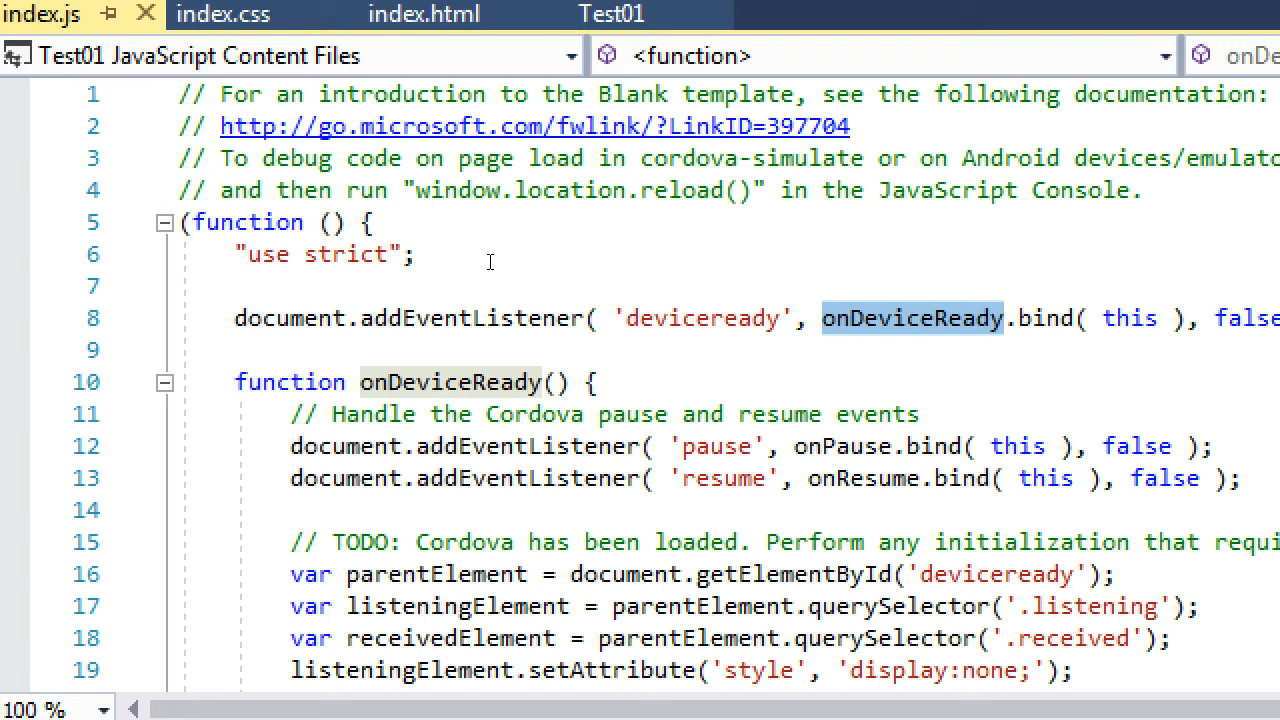 index.js index.css index.html Test01
Test01 JavaScript Content Files <function> onDe
1 // For an introduction to the Blank template, see the following documentation:
2 // http://go.microsoft.com/fwlink/?LinkID=397704
3 // To debug code on page load in cordova-simulate or on Android devices/emulato
4 // and then run "window.location.reload()" in the JavaScript Console.
5 (function () {
6 "use strict";
7
8 document.addEventListener( 'deviceready', onDeviceReady.bind( this ), false
9
10 function onDeviceReady() {
11 // Handle the Cordova pause and resume events
12 document.addEventListener( 'pause', onPause.bind( this ), false );
13 document.addEventListener( 'resume', onResume.bind( this ), false );
14
15 // TODO: Cordova has been loaded. Perform any initialization that requi
16 var parentElement = document.getElementById('deviceready');
17 var listeningElement = parentElement.querySelector('.listening');
18 var receivedElement = parentElement.querySelector('.received');
19 listeningElement.setAttribute('style', 'display:none;');
100 %